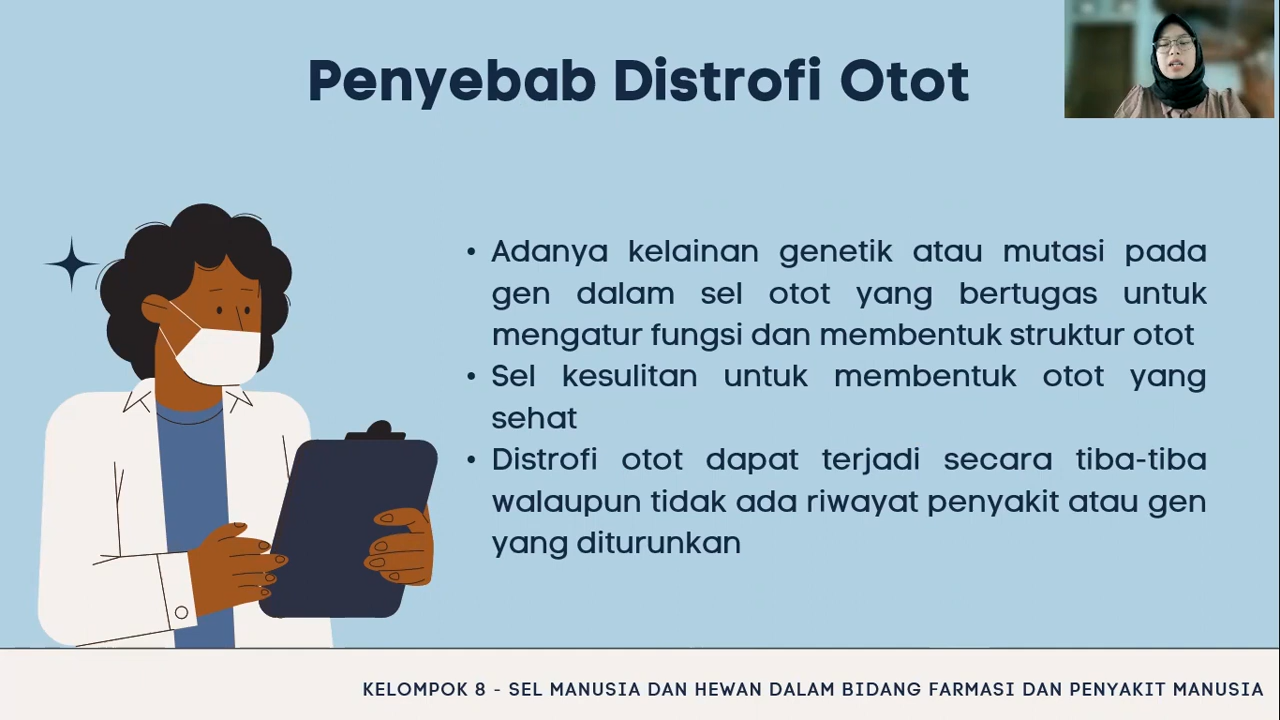 Penyebab Distrofi Otot
• Adanya kelainan genetik atau mutasi pada
gen dalam sel otot yang bertugas untuk
mengatur fungsi dan membentuk struktur otot
• Sel kesulitan untuk membentuk otot yang
sehat
• Distrofi otot dapat terjadi secara tiba-tiba
walaupun tidak ada riwayat penyakit atau gen
yang diturunkan
KELOMPOK 8 - SEL MANUSIA DAN HEWAN DALAM BIDANG FARMASI DAN PENYAKIT MANUSIA